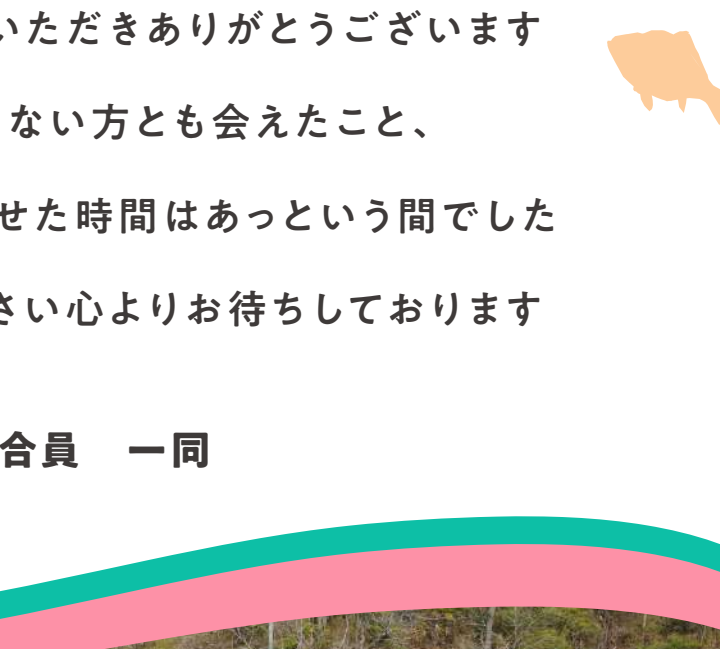 いただきありがとうございます
ない方とも会えたこと、
せた時間はあっという間でした
さい心よりお待ちしております
合員　一同